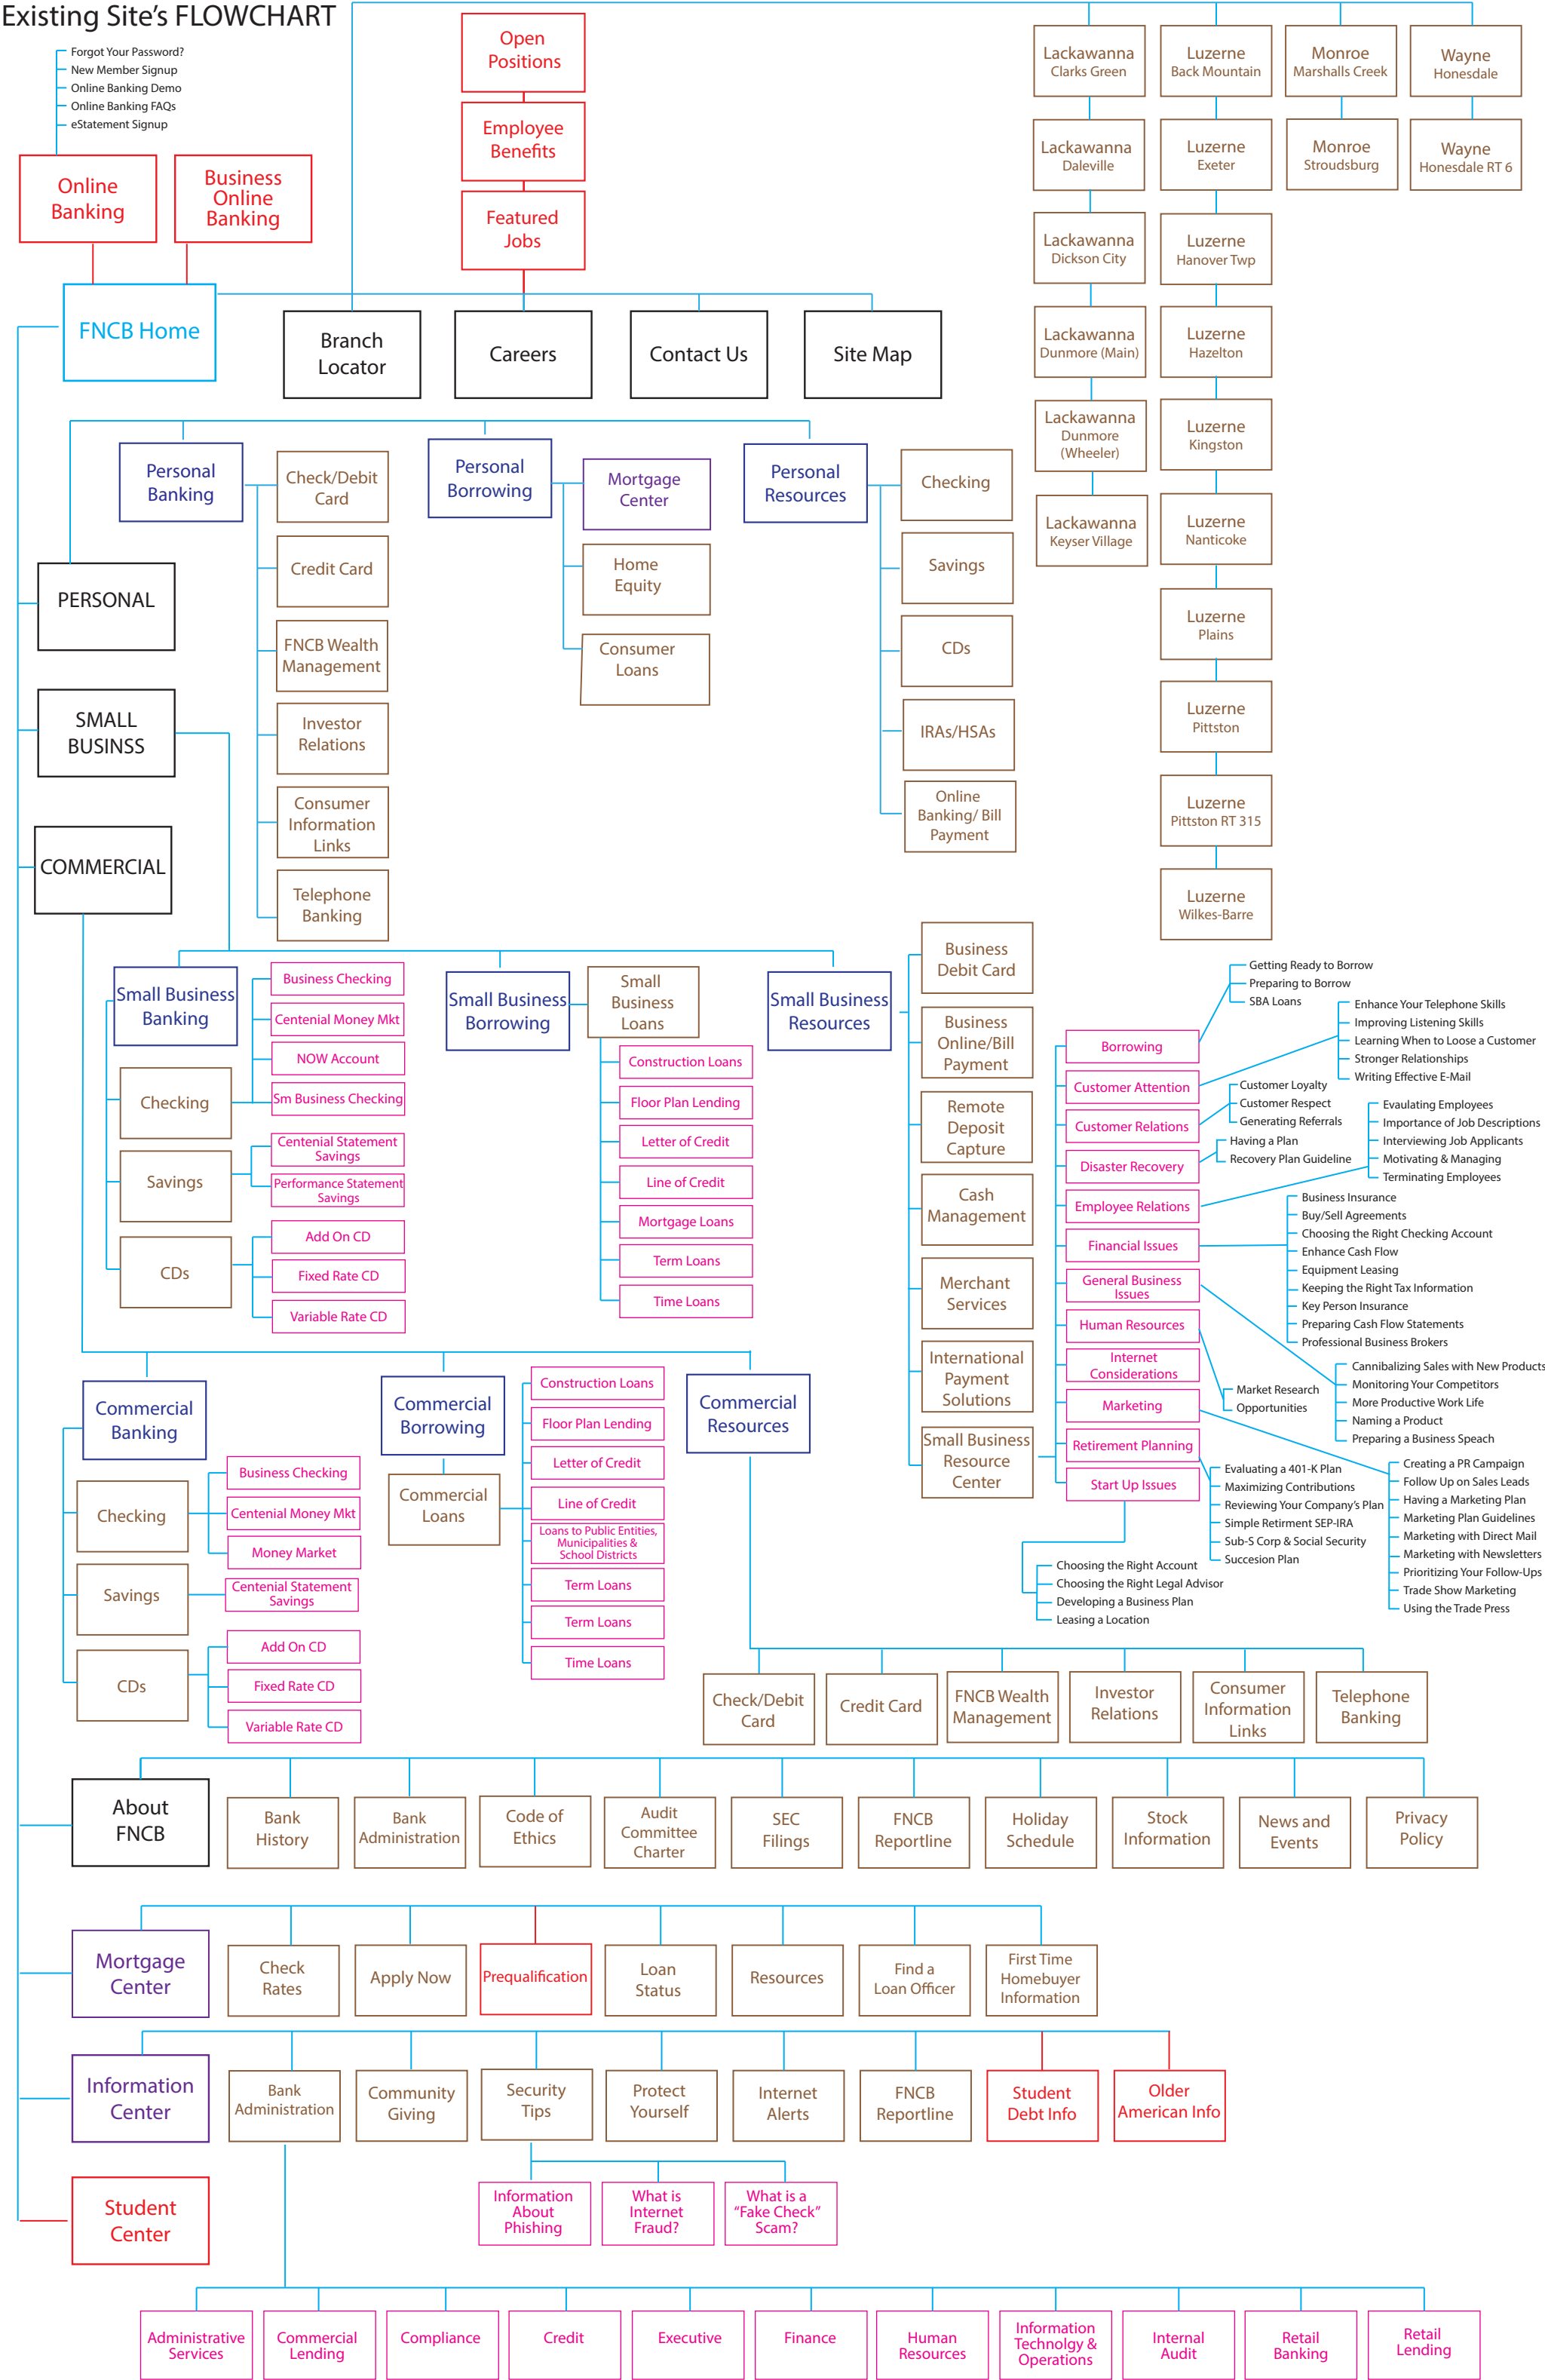 Existing Site's FLOWCHART
Forgot Your Password?
New Member Signup
Online Banking Demo
Online Banking FAQs
eStatement Signup
Online
Banking
Business
Online
Banking
FNCB Home
Open
Positions
Employee
Benefits
Featured
Jobs
Branch
Locator
Careers
Contact Us
Site Map
Lackawanna
Clarks Green
Lackawanna
Daleville
Lackawanna
Dickson City
Lackawanna
Dunmore (Main)
Lackawanna
Dunmore
(Wheeler)
Lackawanna
Keyser Village
Luzerne
Back Mountain
Luzerne
Exeter
Luzerne
Hanover Twp
Luzerne
Hazelton
Luzerne
Kingston
Luzerne
Nanticoke
Luzerne
Plains
Luzerne
Pittston
Luzerne
Pittston RT 315
Luzerne
Wilkes-Barre
Monroe
Marshalls Creek
Monroe
Stroudsburg
Wayne
Honesdale
Wayne
Honesdale RT 6
PERSONAL
SMALL
BUSINSS
COMMERCIAL
Personal
Banking
Check/Debit
Card
Credit Card
FNCB Wealth
Management
Investor
Relations
Consumer
Information
Links
Telephone
Banking
Personal
Borrowing
Mortgage
Center
Home
Equity
Consumer
Loans
Personal
Resources
Checking
Savings
CDs
IRAs/HSAs
Online
Banking/ Bill
Payment
Small Business
Banking
Checking
Savings
CDs
Business Checking
Centenial Money Mkt
NOW Account
Sm Business Checking
Centenial Statement
Savings
Performance Statement
Savings
Add On CD
Fixed Rate CD
Variable Rate CD
Small Business
Borrowing
Small
Business
Loans
Construction Loans
Floor Plan Lending
Letter of Credit
Line of Credit
Mortgage Loans
Term Loans
Time Loans
Small Business
Resources
Business
Debit Card
Business
Online/Bill
Payment
Remote
Deposit
Capture
Cash
Management
Merchant
Services
International
Payment
Solutions
Small Business
Resource
Center
Borrowing
Customer Attention
Customer Relations
Disaster Recovery
Employee Relations
Financial Issues
General Business
Issues
Human Resources
Internet
Considerations
Marketing
Retirement Planning
Start Up Issues
Getting Ready to Borrow
Preparing to Borrow
SBA Loans
Enhance Your Telephone Skills
Improving Listening Skills
Learning When to Loose a Customer
Stronger Relationships
Writing Effective E-Mail
Customer Loyalty
Customer Respect
Generating Referrals
Having a Plan
Recovery Plan Guideline
Evaulating Employees
Importance of Job Descriptions
Interviewing Job Applicants
Motivating & Managing
Terminating Employees
Business Insurance
Buy/Sell Agreements
Choosing the Right Checking Account
Enhance Cash Flow
Equipment Leasing
Keeping the Right Tax Information
Key Person Insurance
Preparing Cash Flow Statements
Professional Business Brokers
Cannibalizing Sales with New Products
Monitoring Your Competitors
More Productive Work Life
Naming a Product
Preparing a Business Speach
Market Research
Opportunities
Creating a PR Campaign
Follow Up on Sales Leads
Having a Marketing Plan
Marketing Plan Guidelines
Marketing with Direct Mail
Marketing with Newsletters
Prioritizing Your Follow-Ups
Trade Show Marketing
Using the Trade Press
Evaluating a 401-K Plan
Maximizing Contributions
Reviewing Your Company's Plan
Simple Retirment SEP-IRA
Sub-S Corp & Social Security
Succesion Plan
Choosing the Right Account
Choosing the Right Legal Advisor
Developing a Business Plan
Leasing a Location
Commercial
Banking
Checking
Savings
CDs
Business Checking
Centenial Money Mkt
Money Market
Centenial Statement
Savings
Add On CD
Fixed Rate CD
Variable Rate CD
Commercial
Borrowing
Commercial
Loans
Construction Loans
Floor Plan Lending
Letter of Credit
Line of Credit
Loans to Public Entities,
Municipalities &
School Districts
Term Loans
Term Loans
Time Loans
Commercial
Resources
Check/Debit
Card
Credit Card
FNCB Wealth
Management
Investor
Relations
Consumer
Information
Links
Telephone
Banking
About
FNCB
Bank
History
Bank
Administration
Code of
Ethics
Audit
Committee
Charter
SEC
Filings
FNCB
Reportline
Holiday
Schedule
Stock
Information
News and
Events
Privacy
Policy
Mortgage
Center
Check
Rates
Apply Now
Prequalification
Loan
Status
Resources
Find a
Loan Officer
First Time
Homebuyer
Information
Information
Center
Bank
Administration
Community
Giving
Security
Tips
Protect
Yourself
Internet
Alerts
FNCB
Reportline
Student
Debt Info
Older
American Info
Student
Center
Information
About
Phishing
What is
Internet
Fraud?
What is a
“Fake Check”
Scam?
Administrative
Services
Commercial
Lending
Compliance
Credit
Executive
Finance
Human
Resources
Information
Technolgy &
Operations
Internal
Audit
Retail
Banking
Retail
Lending